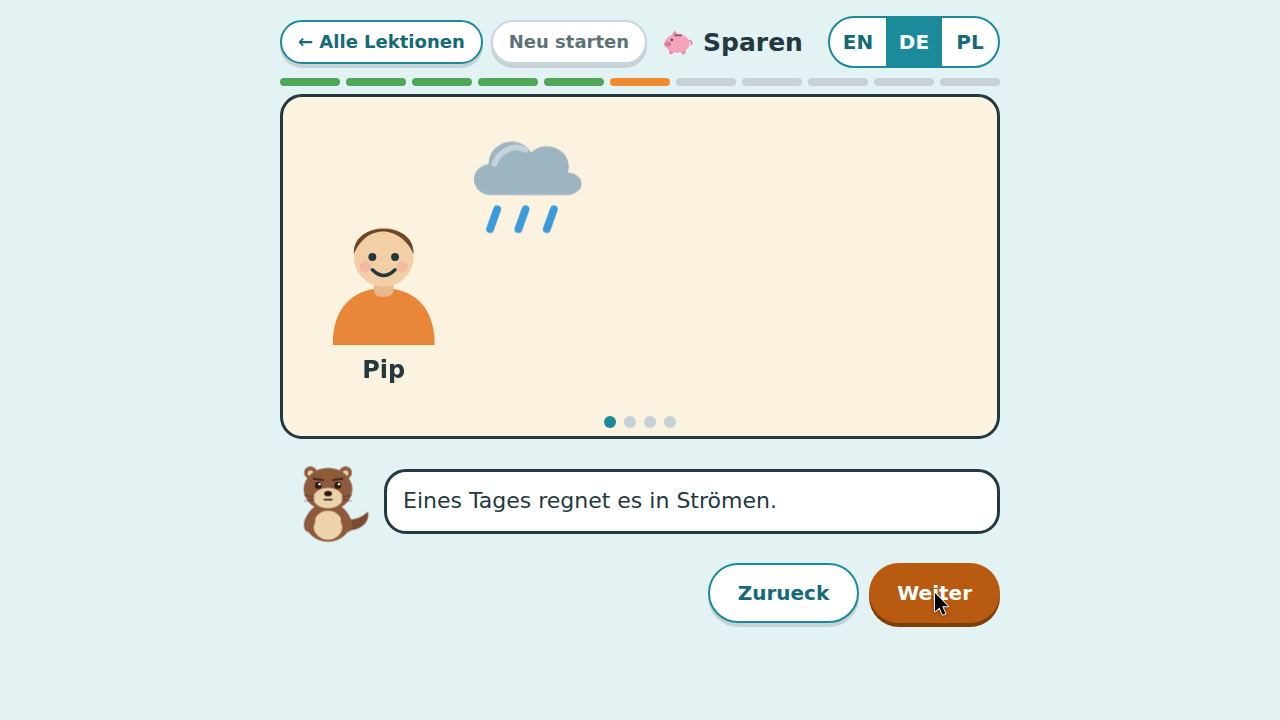 ← Alle Lektionen
Neu starten
Sparen
EN DE PL
Pip
Eines Tages regnet es in Strömen.
Zurueck
Weiter